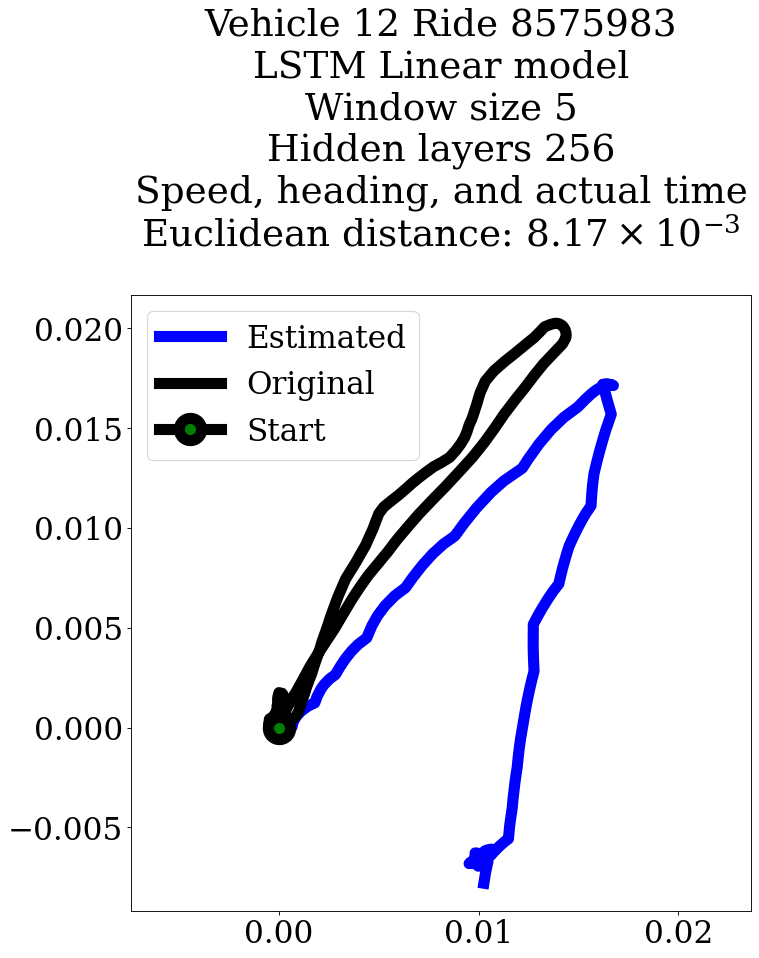 Vehicle 12 Ride 8575983
LSTM Linear model
Window size 5
Hidden layers 256
Speed, heading, and actual time
Euclidean distance: 8.17 × 10⁻³
Estimated
Original
Start
0.020
0.015
0.010
0.005
0.000
−0.005
0.00 0.01 0.02